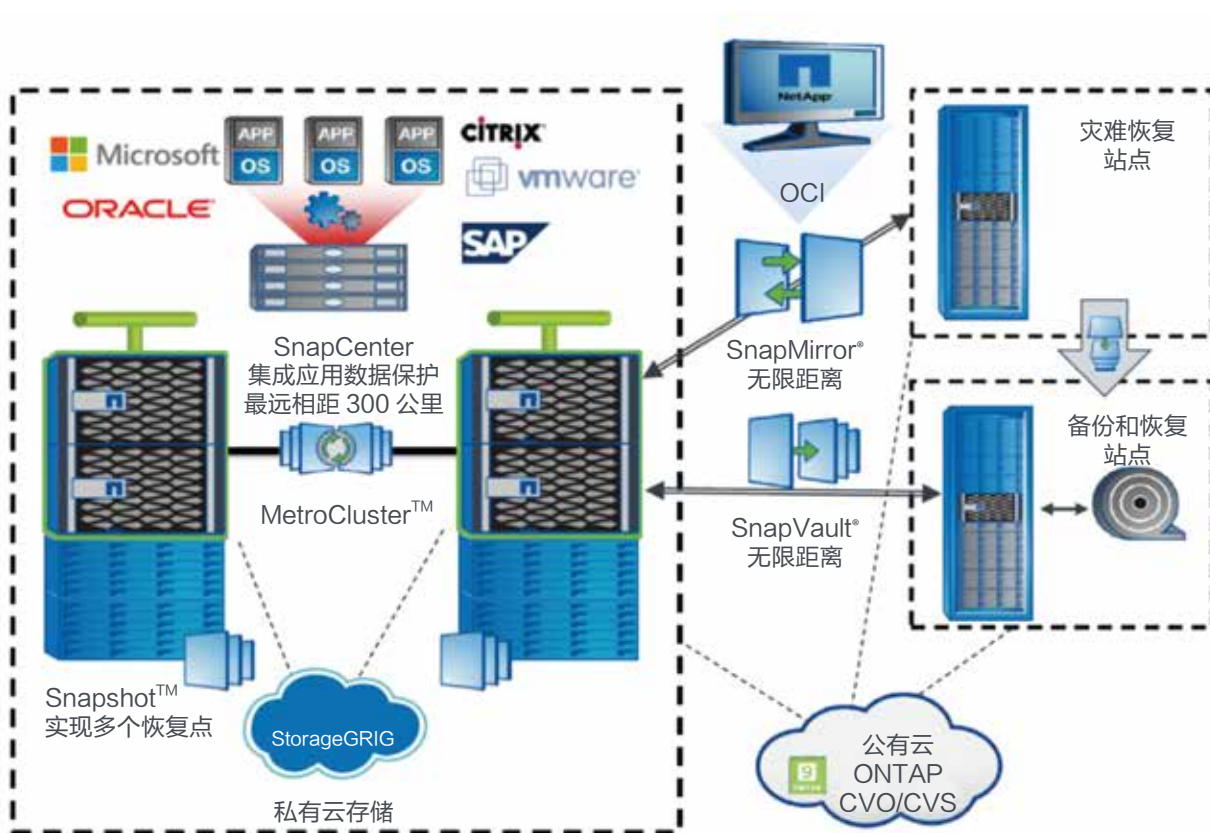 Microsoft
ORACLE
APP
OS
APP
OS
APP
OS
CİTRIX
vmware
SAP
SnapCenter
集成应用数据保护
最远相距 300 公里
MetroCluster™
Snapshot™
实现多个恢复点
StorageGRIG
私有云存储
NetApp
OCI
SnapMirror®
无限距离
SnapVault®
无限距离
灾难恢复
站点
备份和恢复
站点
公有云
ONTAP
CVO/CVS
9